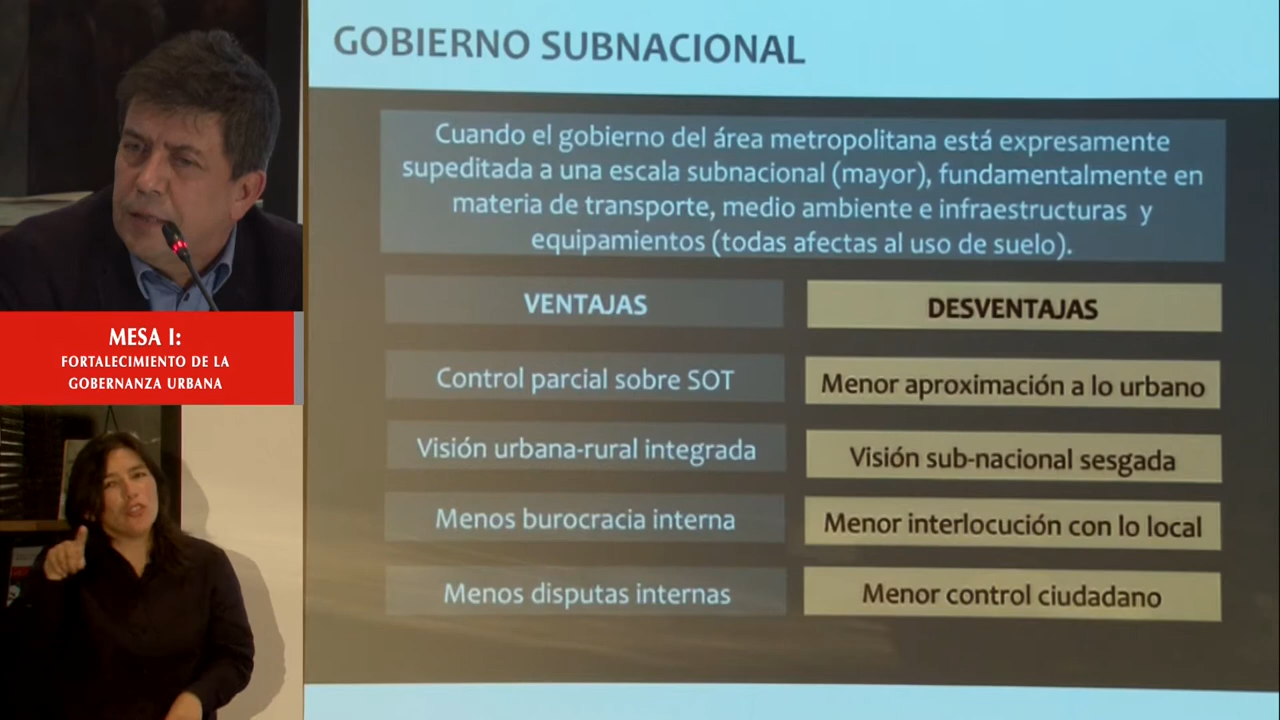 GOBIERNO SUBNACIONAL
Cuando el gobierno del área metropolitana está expresamente
supeditada a una escala subnacional (mayor), fundamentalmente en
materia de transporte, medio ambiente e infraestructuras y
equipamientos (todas afectas al uso de suelo).
VENTAJAS
DESVENTAJAS
Control parcial sobre SOT
Menor aproximación a lo urbano
Visión urbana-rural integrada
Visión sub-nacional sesgada
Menos burocracia interna
Menor interlocución con lo local
Menos disputas internas
Menor control ciudadano
MESA I:
FORTALECIMIENTO DE LA
GOBERNANZA URBANA